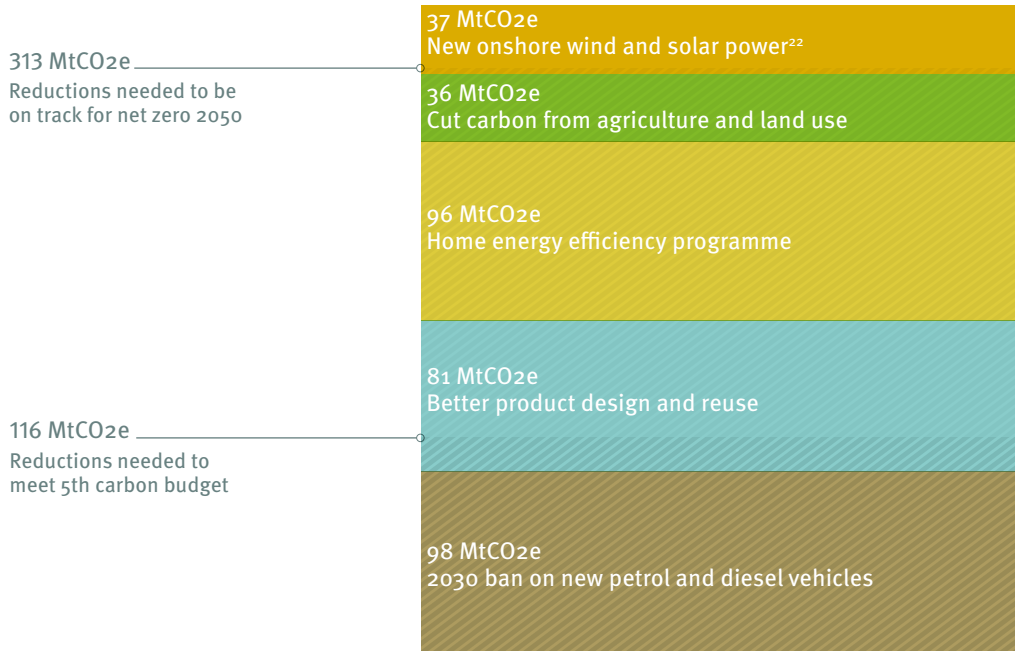 37 MtCO2e
New onshore wind and solar power²²
313 MtCO2e
Reductions needed to be
on track for net zero 2050
36 MtCO2e
Cut carbon from agriculture and land use
96 MtCO2e
Home energy efficiency programme
81 MtCO2e
Better product design and reuse
116 MtCO2e
Reductions needed to
meet 5th carbon budget
98 MtCO2e
2030 ban on new petrol and diesel vehicles